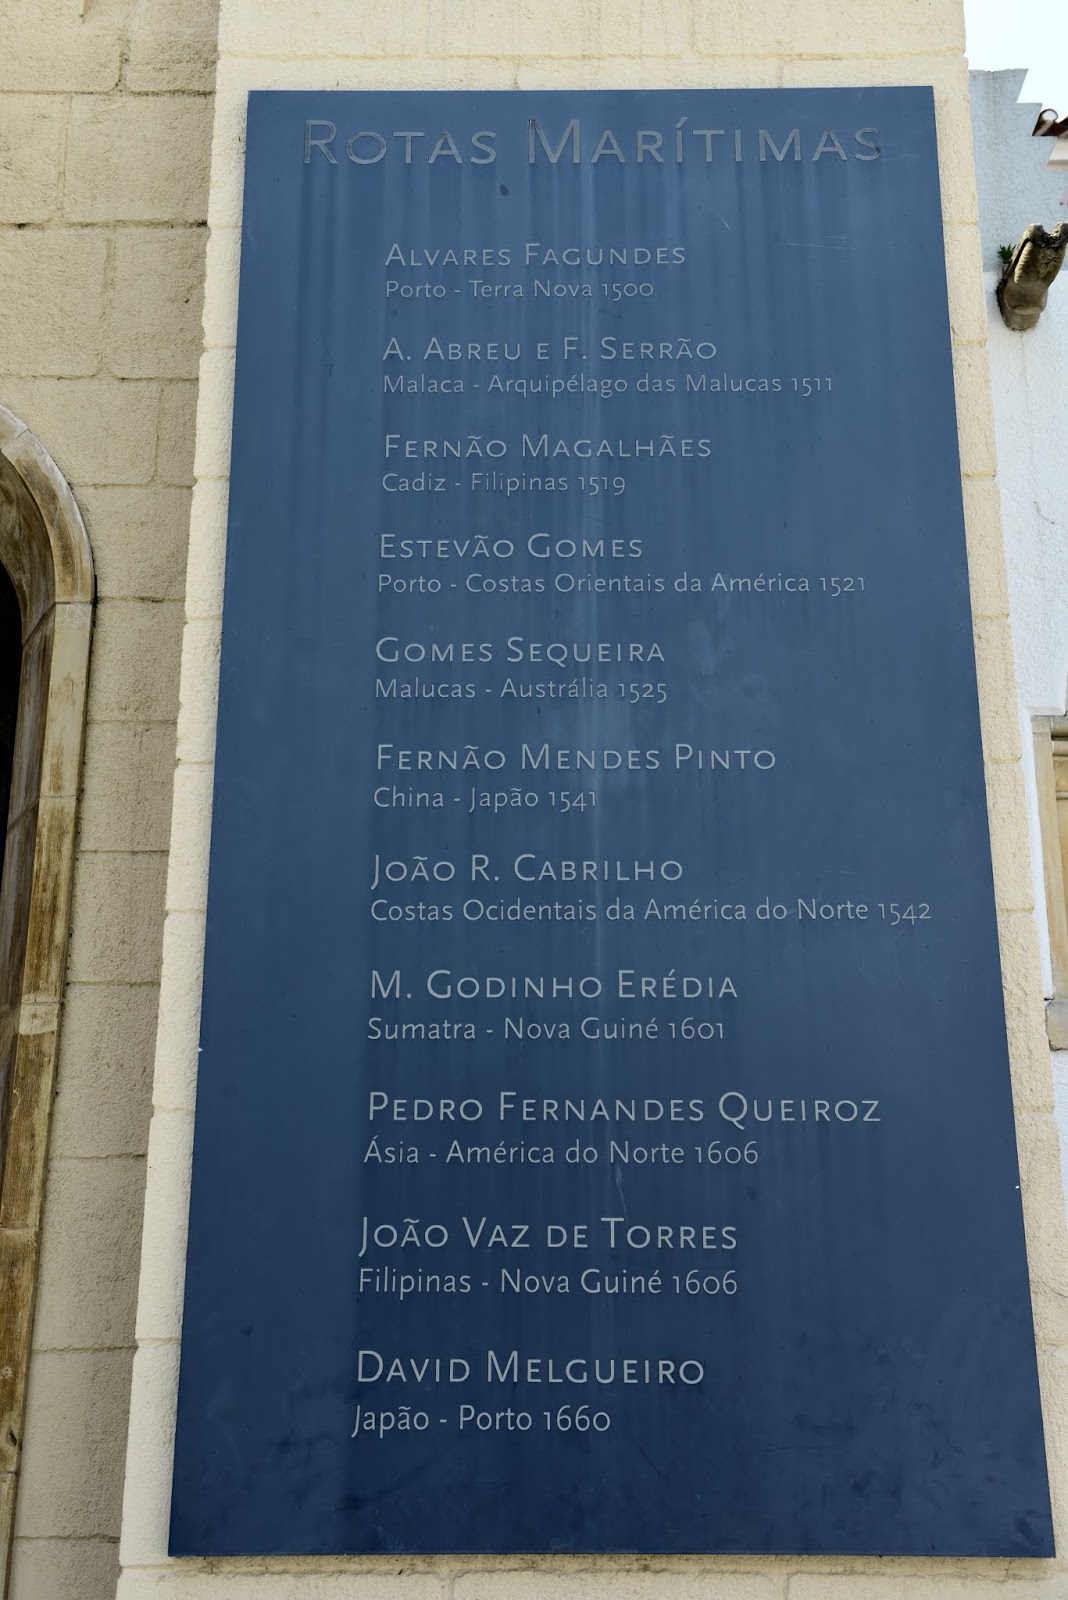 Rotas Marítimas
Alvares Fagundes
Porto - Terra Nova 1500
A. Abreu e F. Serrão
Malaca - Arquipélago das Malucas 1511
Fernão Magalhães
Cadiz - Filipinas 1519
Estevão Gomes
Porto - Costas Orientais da América 1521
Gomes Sequeira
Malucas - Austrália 1525
Fernão Mendes Pinto
China - Japão 1541
João R. Cabrilho
Costas Ocidentais da América do Norte 1542
M. Godinho Erédia
Sumatra - Nova Guiné 1601
Pedro Fernandes Queiroz
Ásia - América do Norte 1606
João Vaz de Torres
Filipinas - Nova Guiné 1606
David Melgueiro
Japão - Porto 1660